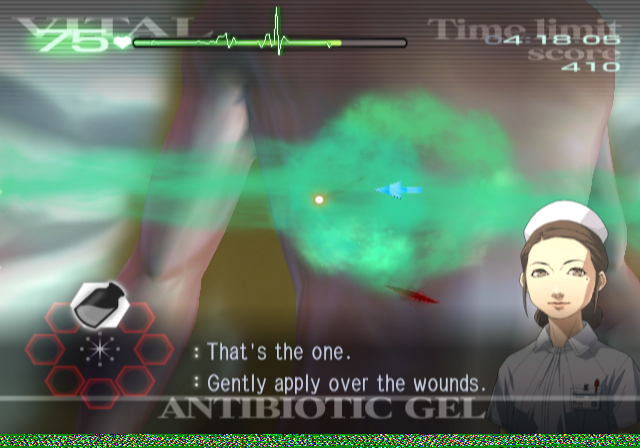 VITAL
75
Time limit
04:18:05
score
410
: That's the one.
: Gently apply over the wounds.
ANTIBIOTIC GEL